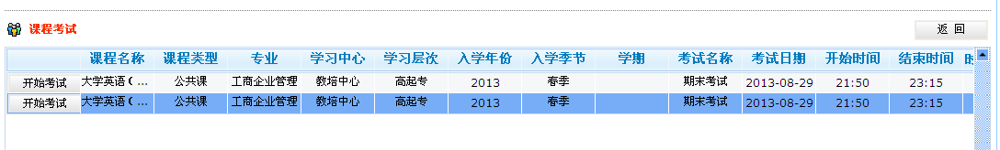 课程考试
返 回
课程名称 课程类型 专业 学习中心 学习层次 入学年份 入学季节 学期 考试名称 考试日期 开始时间 结束时间
开始考试 大学英语 ( ... 公共课 工商企业管理 教培中心 高起专 2013 春季 期末考试 2013-08-29 21:50 23:15
开始考试 大学英语 ( ... 公共课 工商企业管理 教培中心 高起专 2013 春季 期末考试 2013-08-29 21:50 23:15